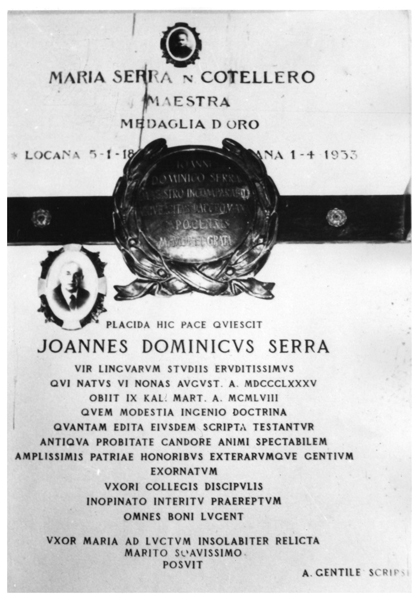 MARIA SERRA N COTELLERO
MAESTRA
MEDAGLIA D'ORO
* LOCANA 5-1-18 ANA 1-4 1933
JOANNI
DOMINICO SERRA
POSUIT
PLACIDA HIC PACE QVIESCIT
JOANNES DOMINICVS SERRA
VIR LINGVARVM STVDIIS ERVDITISSIMVS
QVI NATVS VI NONAS AVGVST. A. MDCCCLXXXV
OBIIT IX KAL. MART. A. MCMLVIII
QVEM MODESTIA INGENIO DOCTRINA
QVANTAM EDITA EIVSDEM SCRIPTA TESTANTVR
ANTIQVA PROBITATE CANDORE ANIMI SPECTABILEM
AMPLISSIMIS PATRIAE HONORIBVS EXTERARVMQVE GENTIVM
EXORNATVM
VXORI COLLEGIS DISCIPVLIS
INOPINATO INTERITV PRAEREPTVM
OMNES BONI LVGENT
VXOR MARIA AD LVCTVM INSOLABITER RELICTA
MARITO SUAVISSIMO
POSVIT
A. GENTILE SCRIPSI